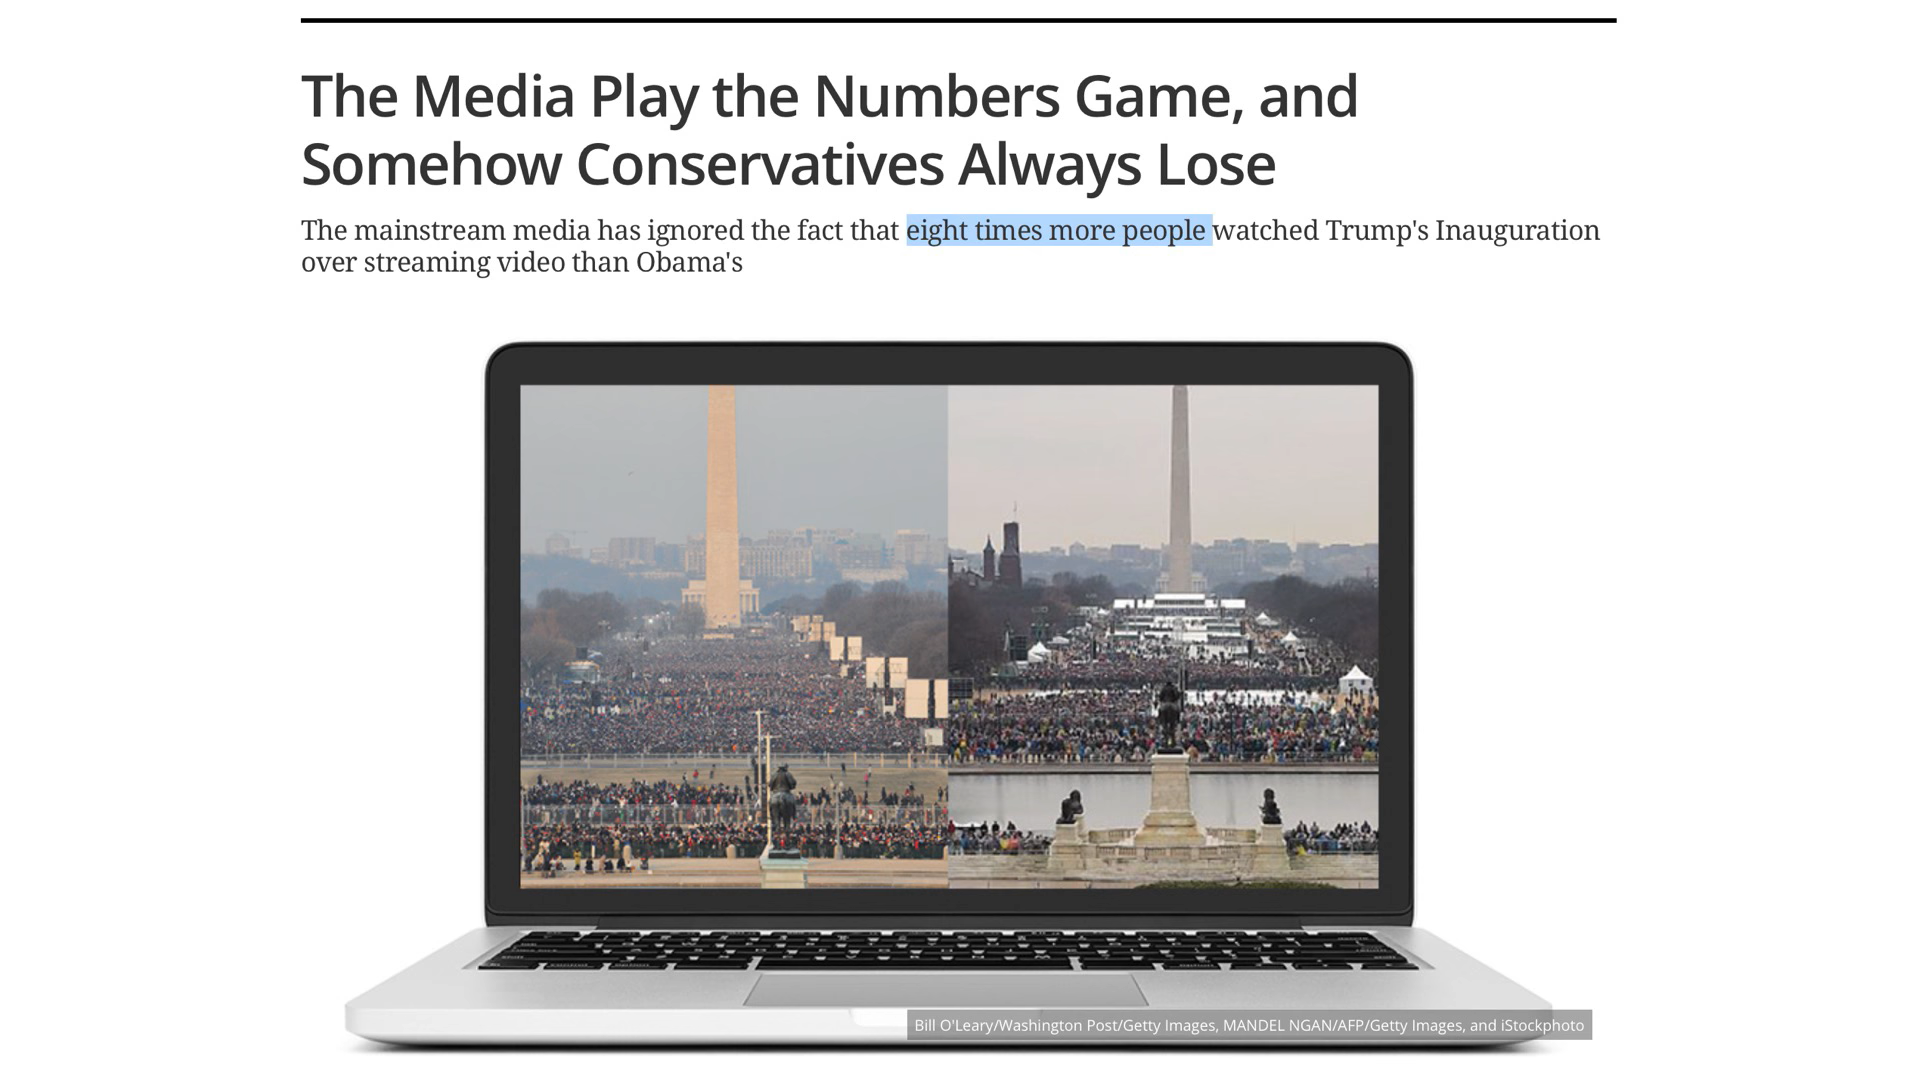 The Media Play the Numbers Game, and
Somehow Conservatives Always Lose
The mainstream media has ignored the fact that eight times more people watched Trump's Inauguration
over streaming video than Obama's
Bill O'Leary/Washington Post/Getty Images, MANDEL NGAN/AFP/Getty Images, and iStockphoto